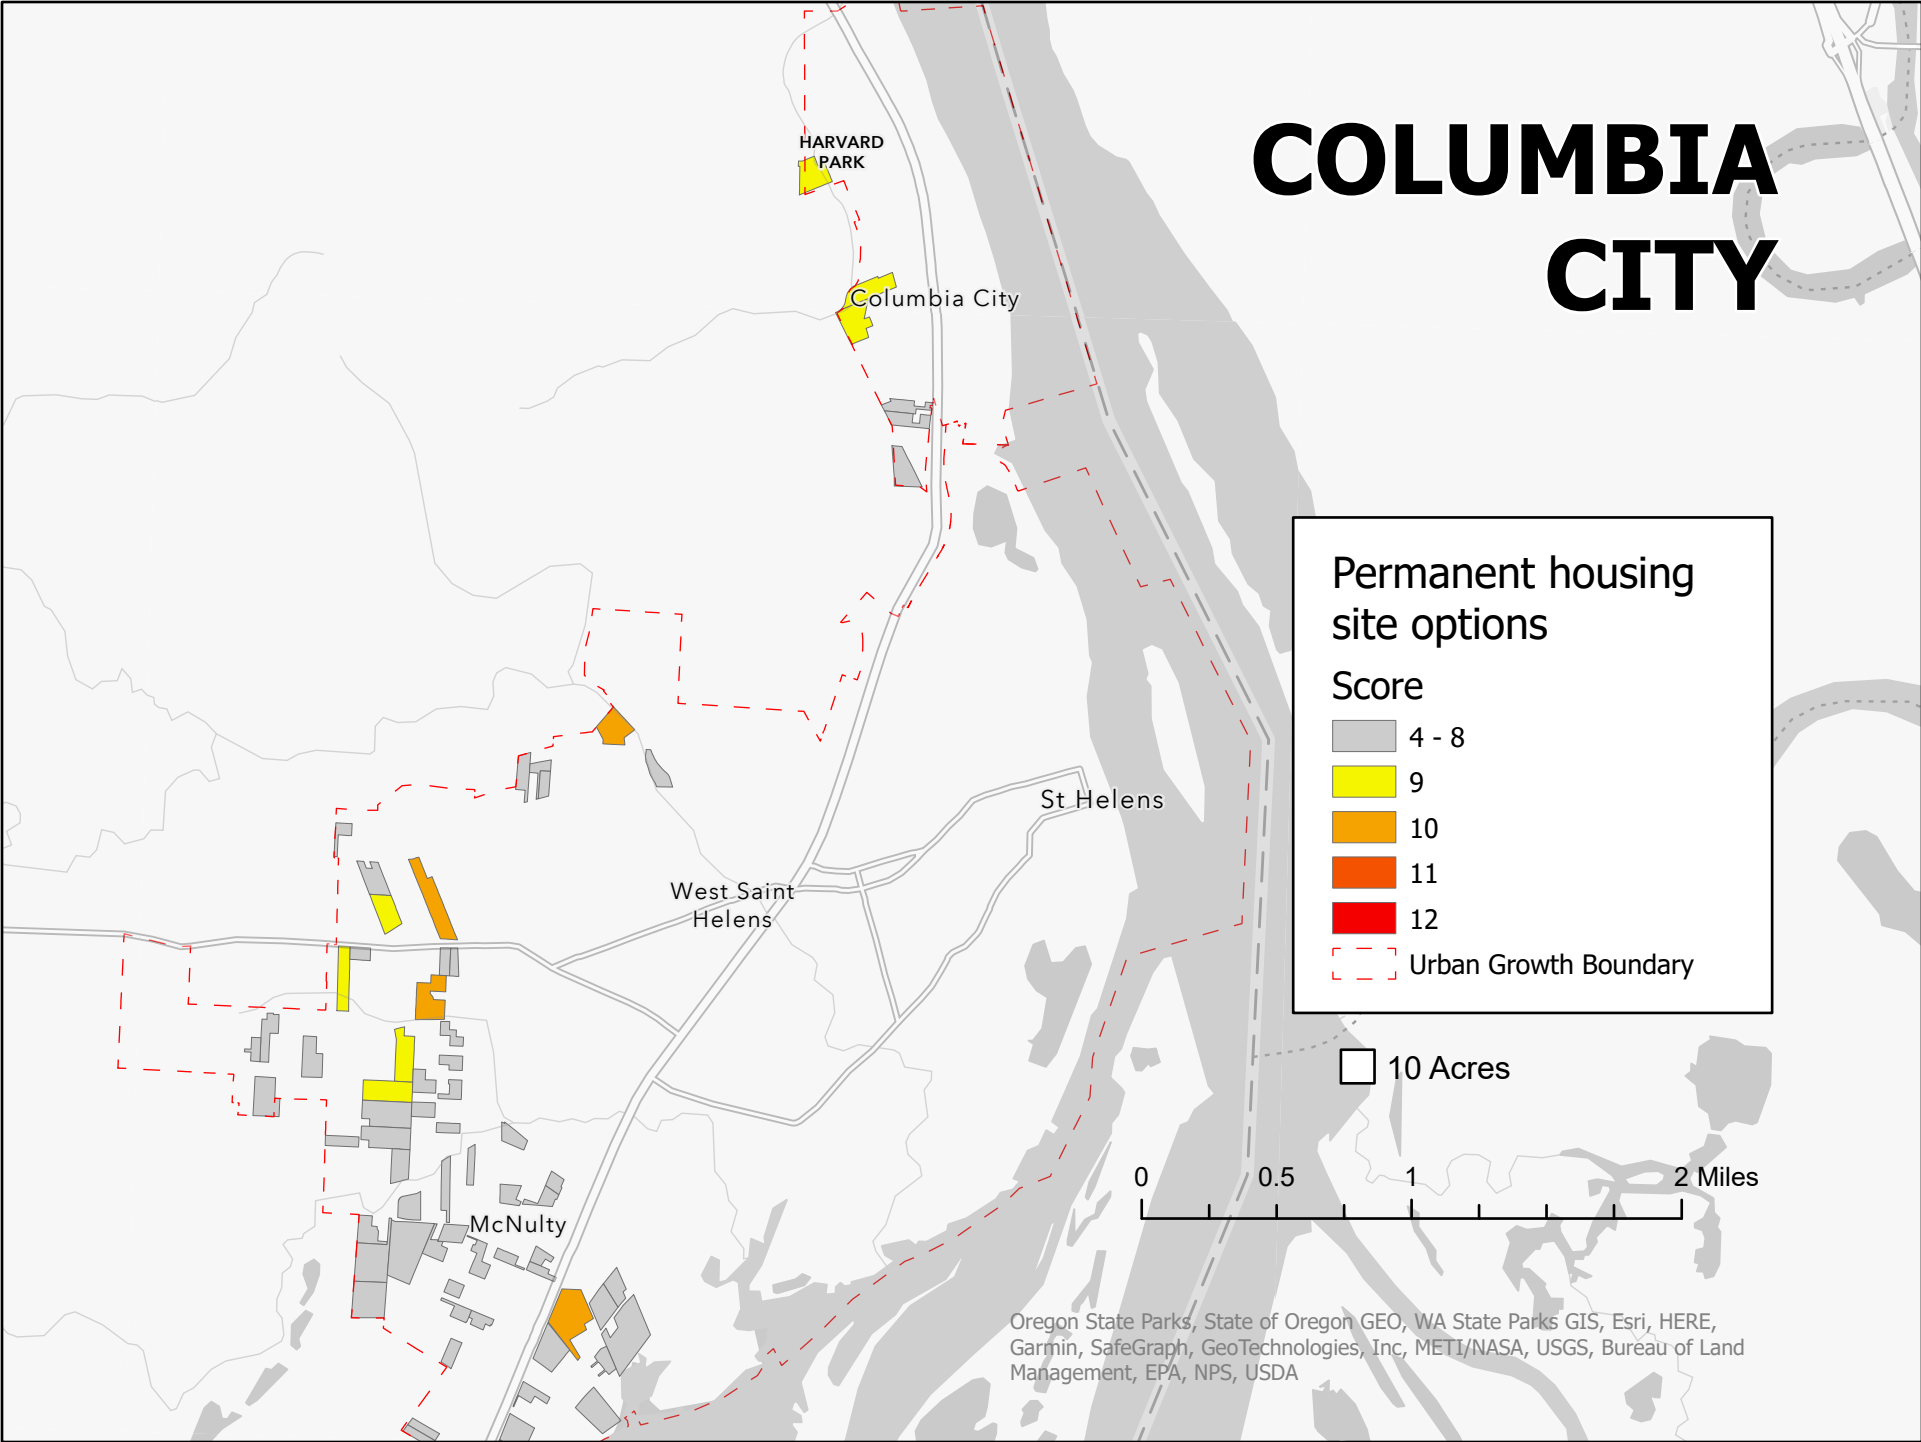 COLUMBIA
CITY
HARVARD
PARK
Columbia City
St Helens
West Saint
Helens
McNulty
Permanent housing
site options
Score
4 - 8
9
10
11
12
Urban Growth Boundary
10 Acres
0 0.5 1 2 Miles
Oregon State Parks, State of Oregon GEO, WA State Parks GIS, Esri, HERE,
Garmin, SafeGraph, GeoTechnologies, Inc, METI/NASA, USGS, Bureau of Land
Management, EPA, NPS, USDA